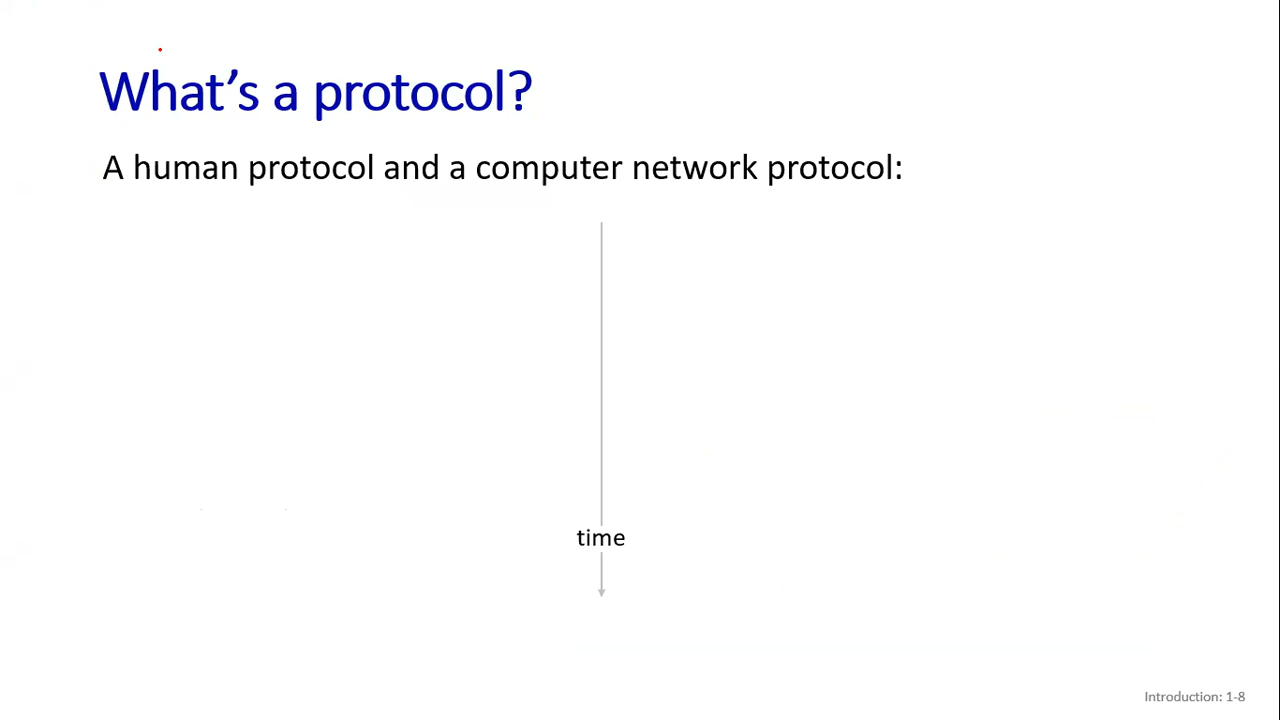 What's a protocol?
A human protocol and a computer network protocol:
time
Introduction: 1-8